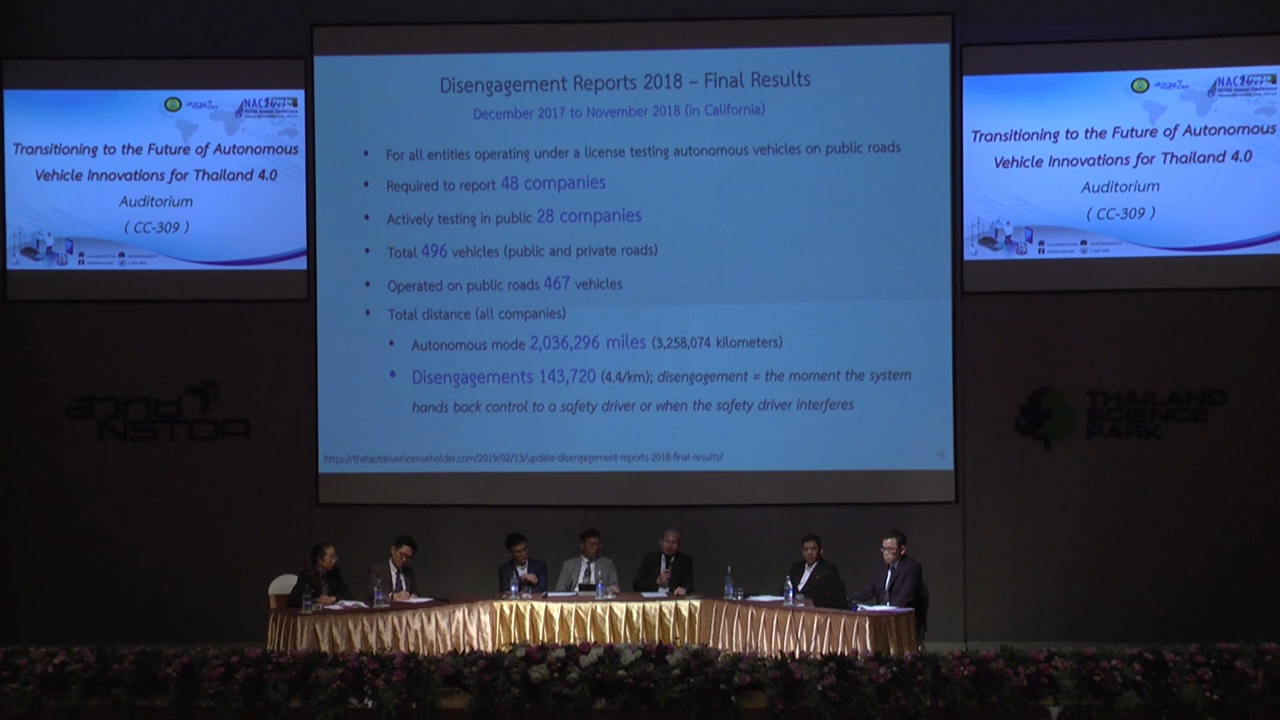 Disengagement Reports 2018 – Final Results
December 2017 to November 2018 (in California)
• For all entities operating under a license testing autonomous vehicles on public roads
• Required to report 48 companies
• Actively testing in public 28 companies
• Total 496 vehicles (public and private roads)
• Operated on public roads 467 vehicles
• Total distance (all companies)
• Autonomous mode 2,036,296 miles (3,258,074 kilometers)
• Disengagements 143,720 (4.4/km); disengagement = the moment the system
hands back control to a safety driver or when the safety driver interferes
https://thelastdriverlicenseholder.com/2019/02/13/update-disengagement-reports-2018-final-results/
Transitioning to the Future of Autonomous
Vehicle Innovations for Thailand 4.0
Auditorium
( CC-309 )
Transitioning to the Future of Autonomous
Vehicle Innovations for Thailand 4.0
Auditorium
( CC-309 )
สวทช
NSTDA
THAILAND
SCIENCE
PARK